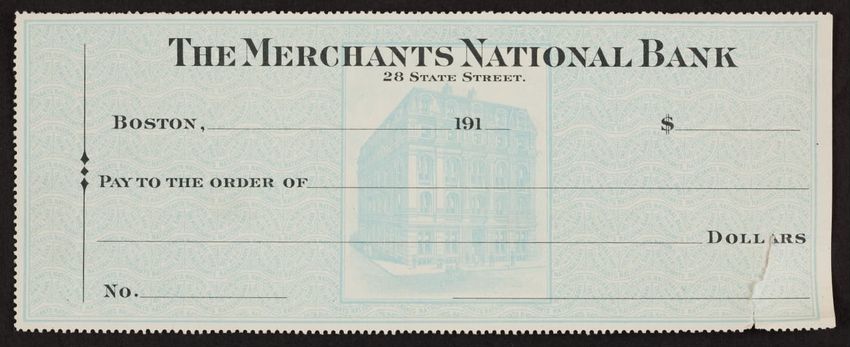 THE MERCHANTS NATIONAL BANK
28 STATE STREET.
BOSTON, 191 $
PAY TO THE ORDER OF
DOLLARS
NO.